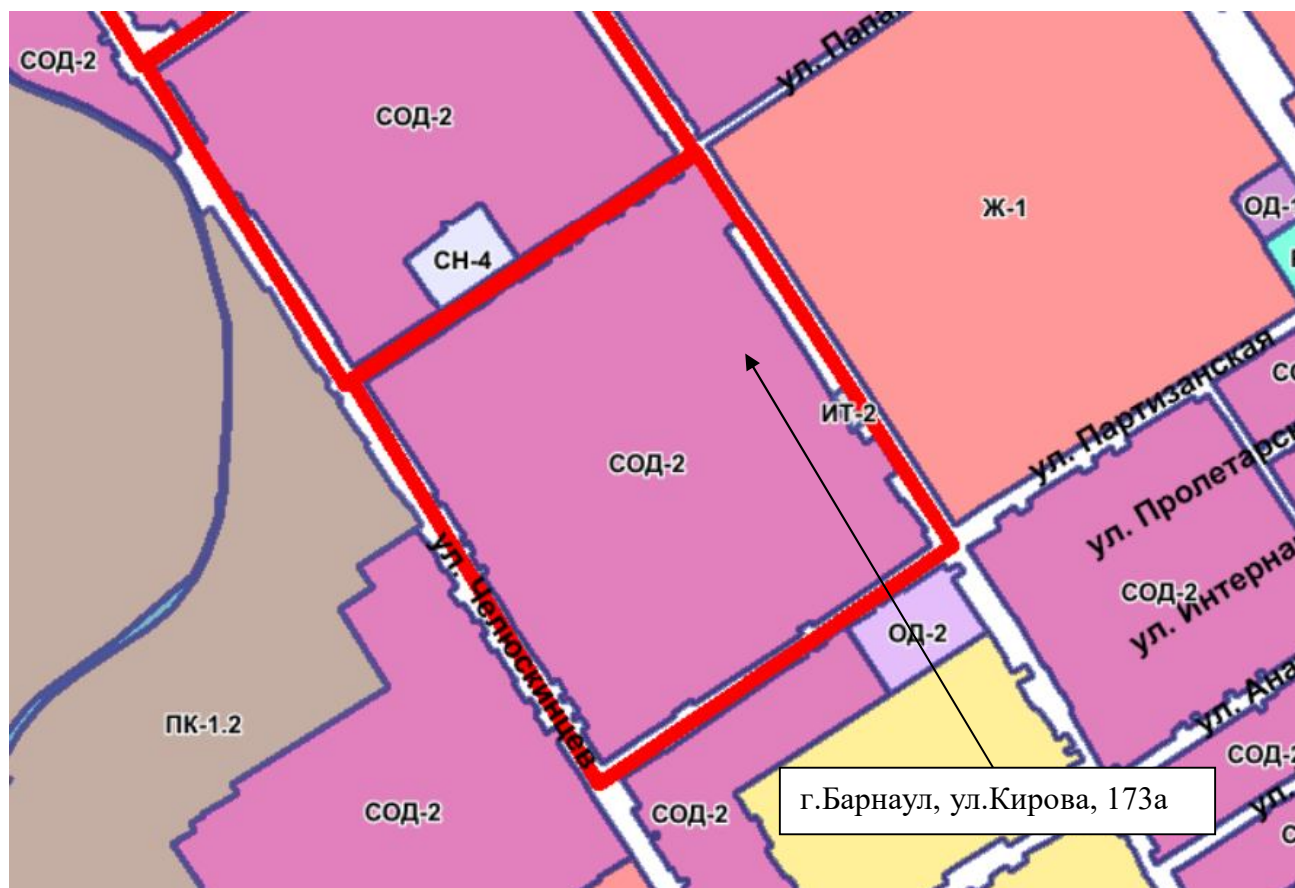 СОД-2
СОД-2
ул. Папа
Ж-1
ОД-1
СН-4
ИТ-2
ул. Партизанская
СОД-2
ул. Пролетарск
СОД-2
ул. Интерна
ОД-2
ул. Челюскинцев
ПК-1.2
ул. Ана
СОД-2
СОД-2
СОД-2
г.Барнаул, ул.Кирова, 173а
ул.